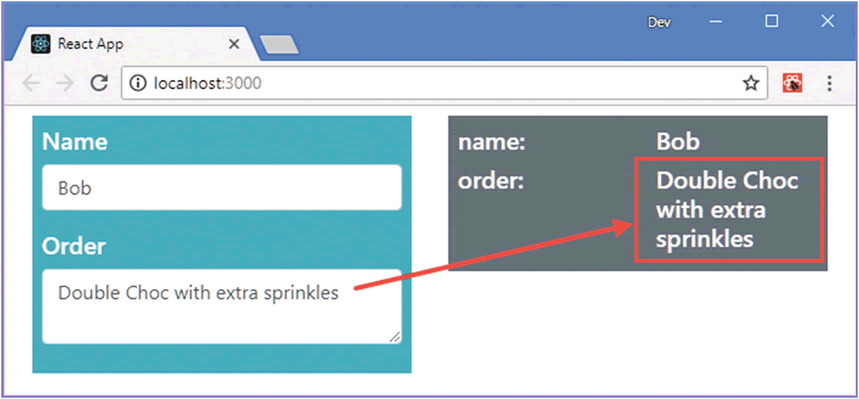 Dev
React App
localhost:3000
Name
Bob
Order
Double Choc with extra sprinkles
name: Bob
order: Double Choc
with extra
sprinkles